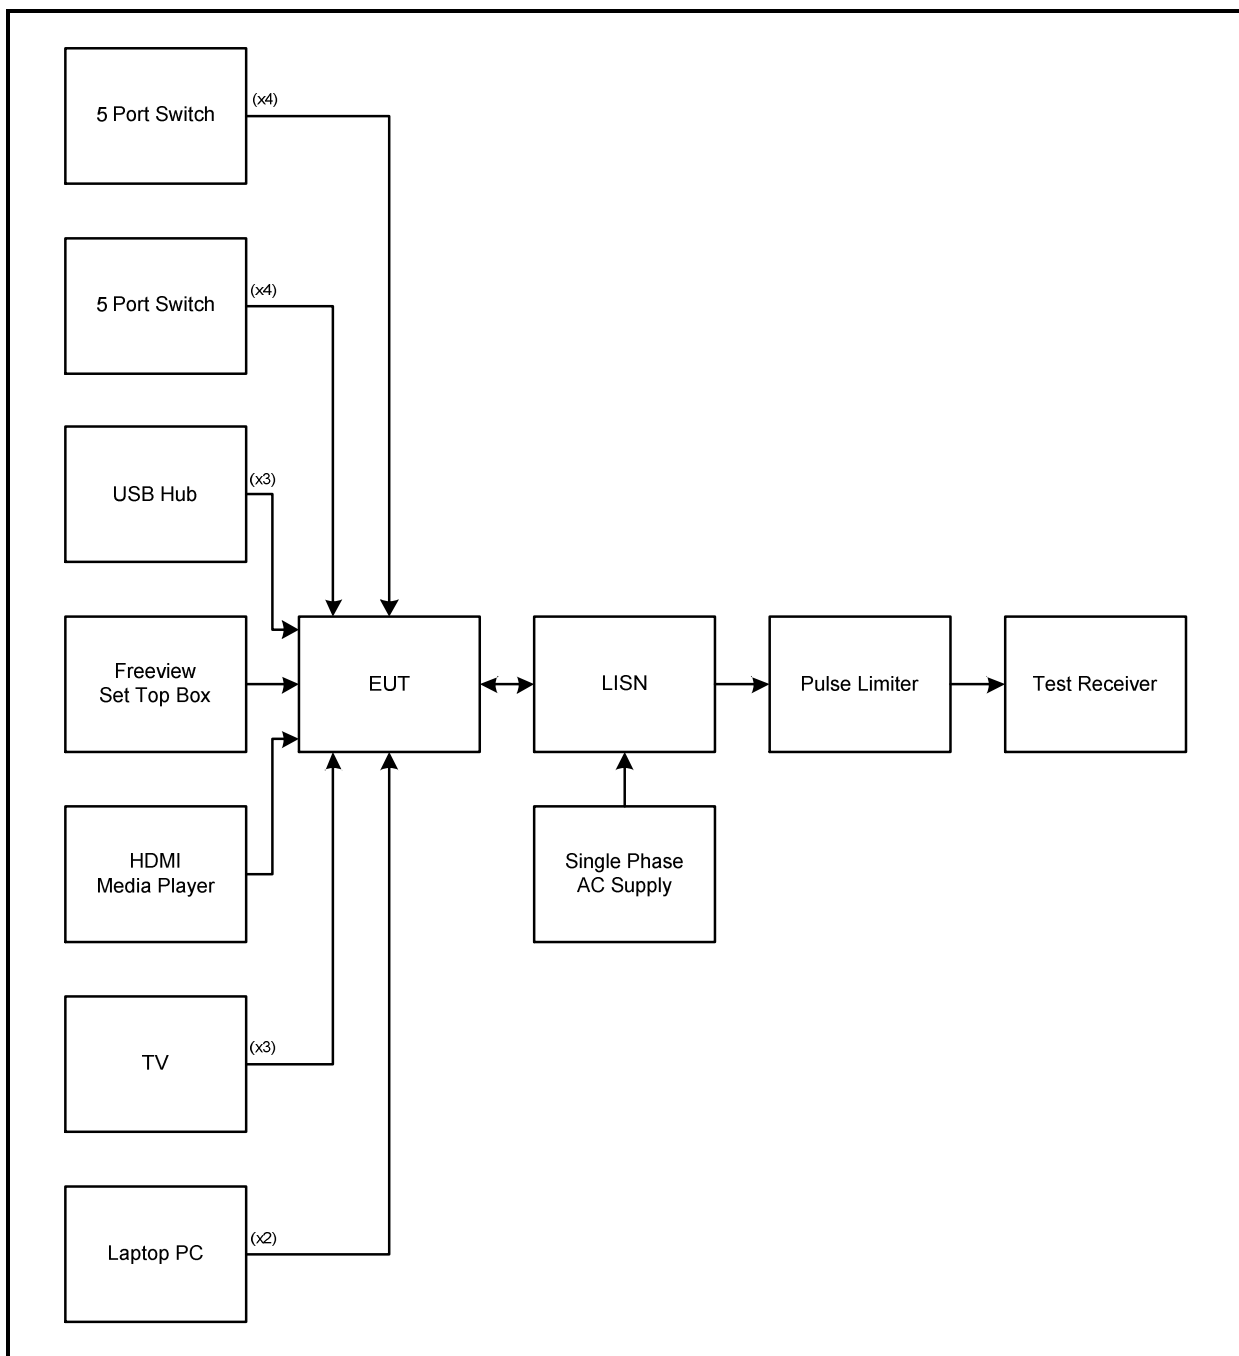 5 Port Switch
(x4)
5 Port Switch
(x4)
USB Hub
(x3)
Freeview
Set Top Box
EUT
LISN
Pulse Limiter
Test Receiver
HDMI
Media Player
Single Phase
AC Supply
TV
(x3)
Laptop PC
(x2)